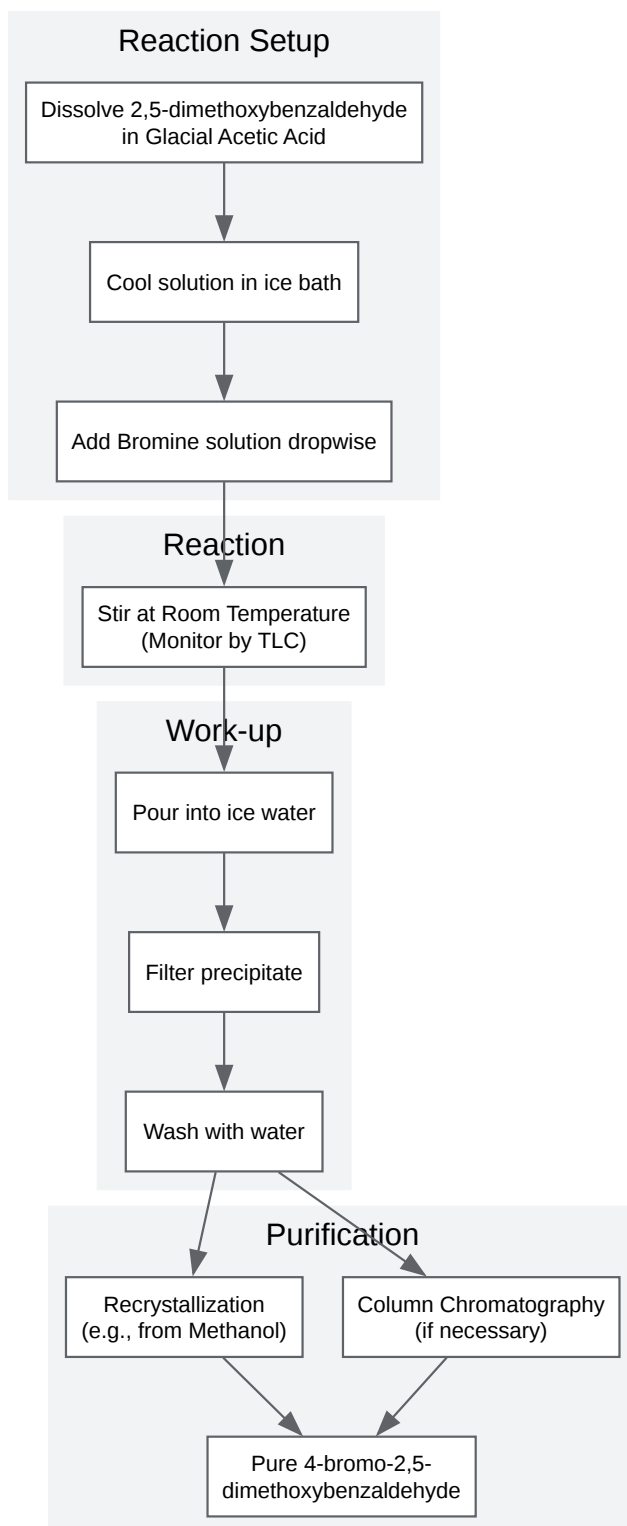 Reaction Setup
Dissolve 2,5-dimethoxybenzaldehyde
in Glacial Acetic Acid
Cool solution in ice bath
Add Bromine solution dropwise
Reaction
Stir at Room Temperature
(Monitor by TLC)
Work-up
Pour into ice water
Filter precipitate
Wash with water
Purification
Recrystallization
(e.g., from Methanol)
Column Chromatography
(if necessary)
Pure 4-bromo-2,5-
dimethoxybenzaldehyde